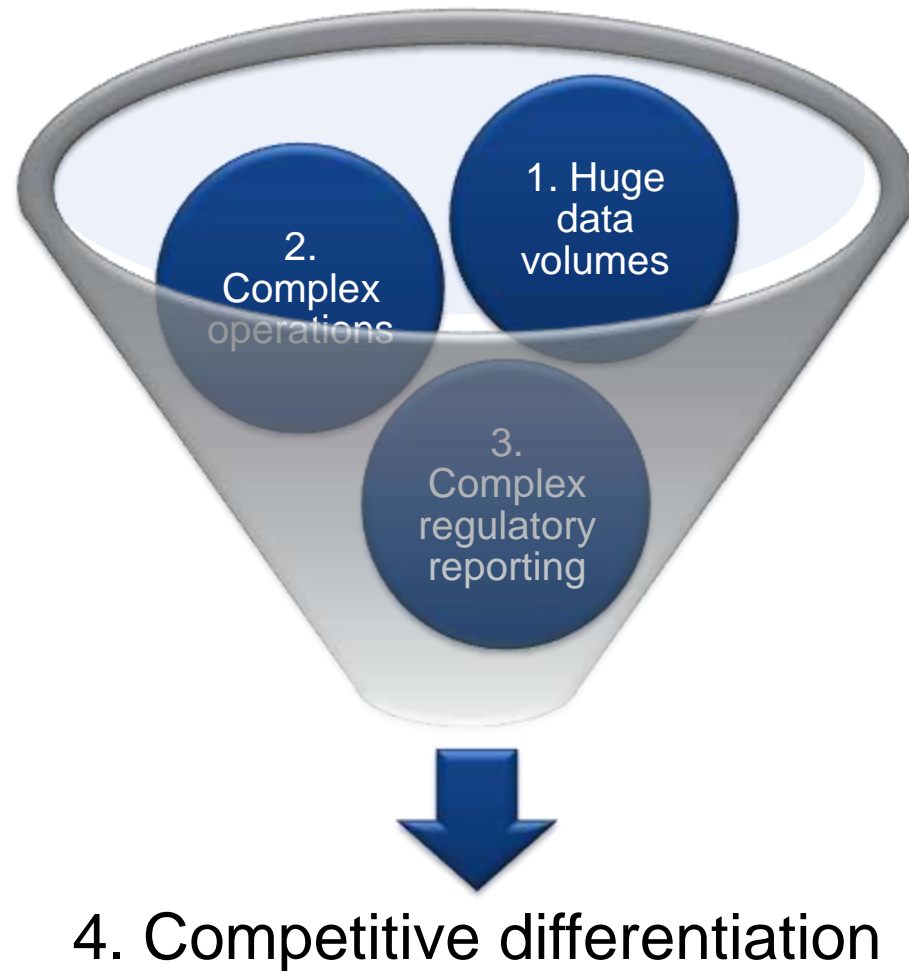 1. Huge
data
volumes
2.
Complex
operations
3.
Complex
regulatory
reporting
4. Competitive differentiation